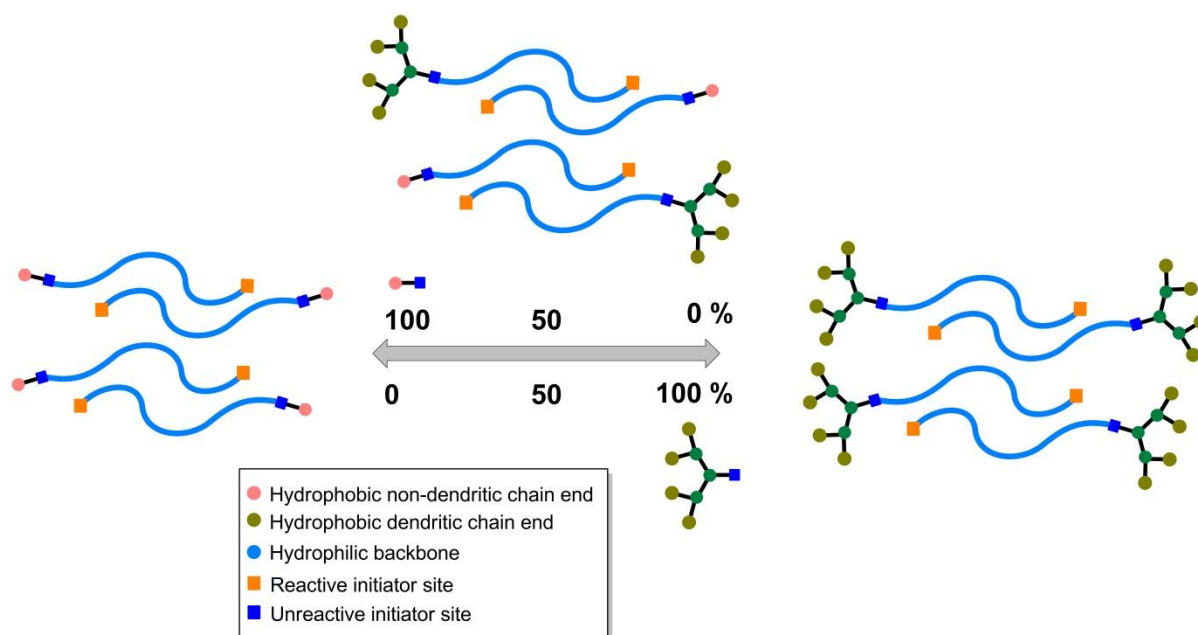 100 50 0 %
0 50 100 %
Hydrophobic non-dendritic chain end
Hydrophobic dendritic chain end
Hydrophilic backbone
Reactive initiator site
Unreactive initiator site